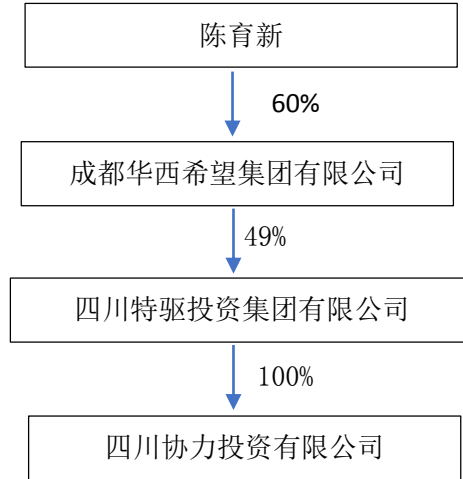 陈育新
60%
成都华西希望集团有限公司
49%
四川特驱投资集团有限公司
100%
四川协力投资有限公司